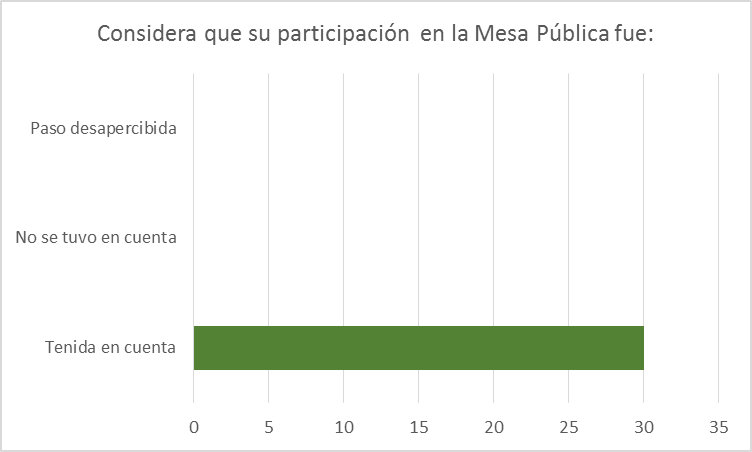 Considera que su participación en la Mesa Pública fue:
Paso desapercibida
No se tuvo en cuenta
Tenida en cuenta
0 5 10 15 20 25 30 35